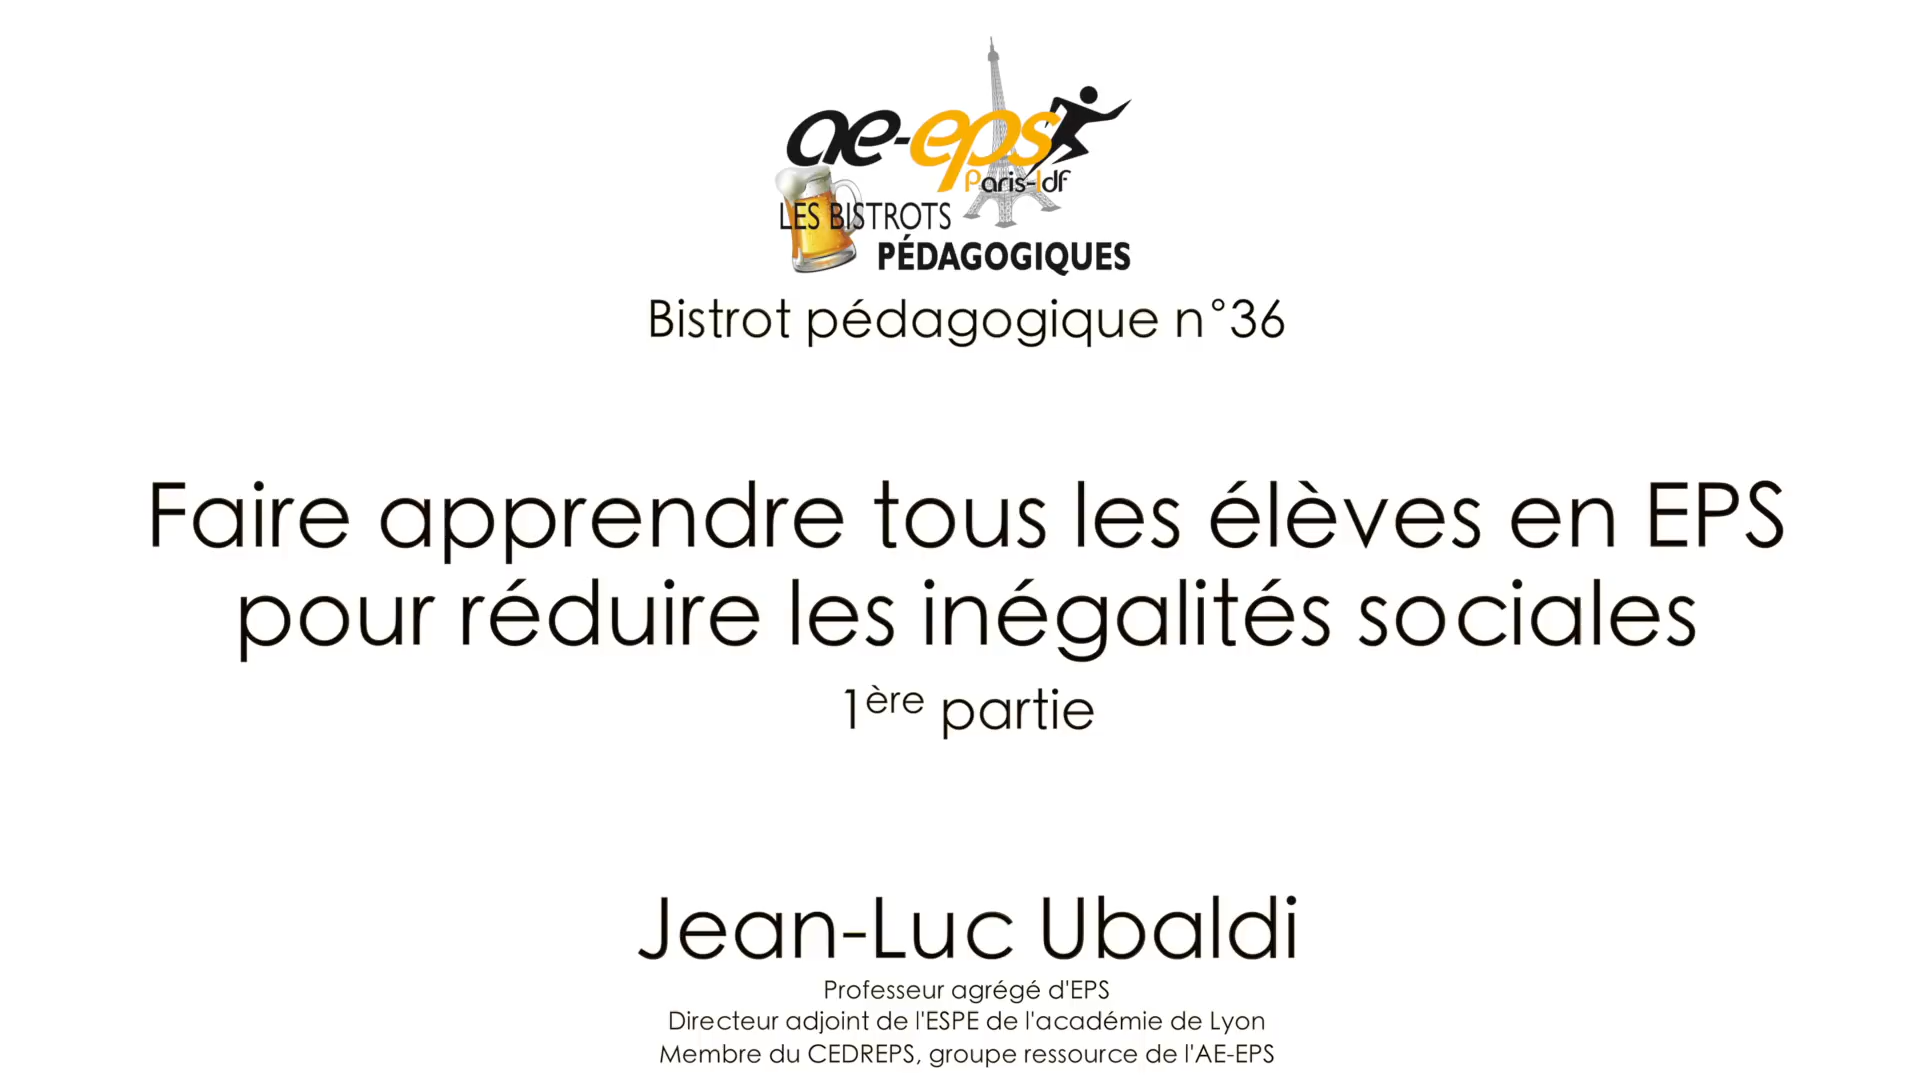 ae-eps
Paris-Idf
LES BISTROTS
PÉDAGOGIQUES
Bistrot pédagogique n°36
Faire apprendre tous les élèves en EPS
pour réduire les inégalités sociales
1ère partie
Jean-Luc Ubaldi
Professeur agrégé d'EPS
Directeur adjoint de l'ESPE de l'académie de Lyon
Membre du CEDREPS, groupe ressource de l'AE-EPS